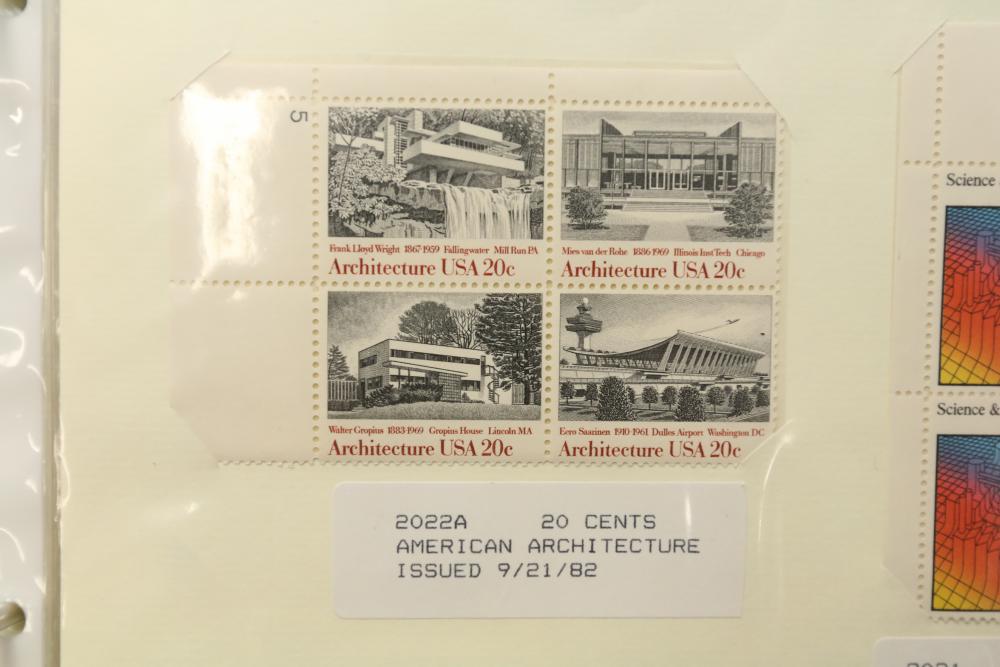 5
Frank Lloyd Wright 1867-1959 Fallingwater Mill Run PA
Architecture USA 20c
Mies van der Rohe 1886-1969 Illinois Inst Tech Chicago
Architecture USA 20c
Walter Gropius 1883-1969 Gropius House Lincoln MA
Architecture USA 20c
Eero Saarinen 1910-1961 Dulles Airport Washington DC
Architecture USA 20c
2022A 20 CENTS
AMERICAN ARCHITECTURE
ISSUED 9/21/82
Science
Science &